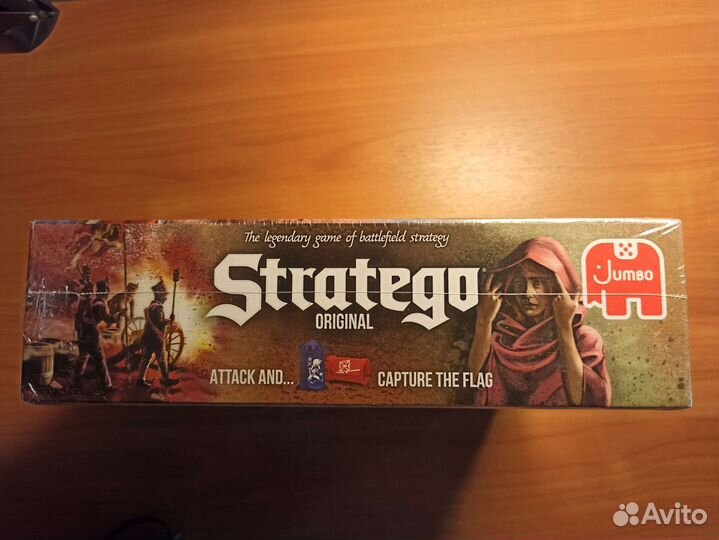 The legendary game of battlefield strategy
Stratego
ORIGINAL
ATTACK AND... CAPTURE THE FLAG
Jumbo
Avito